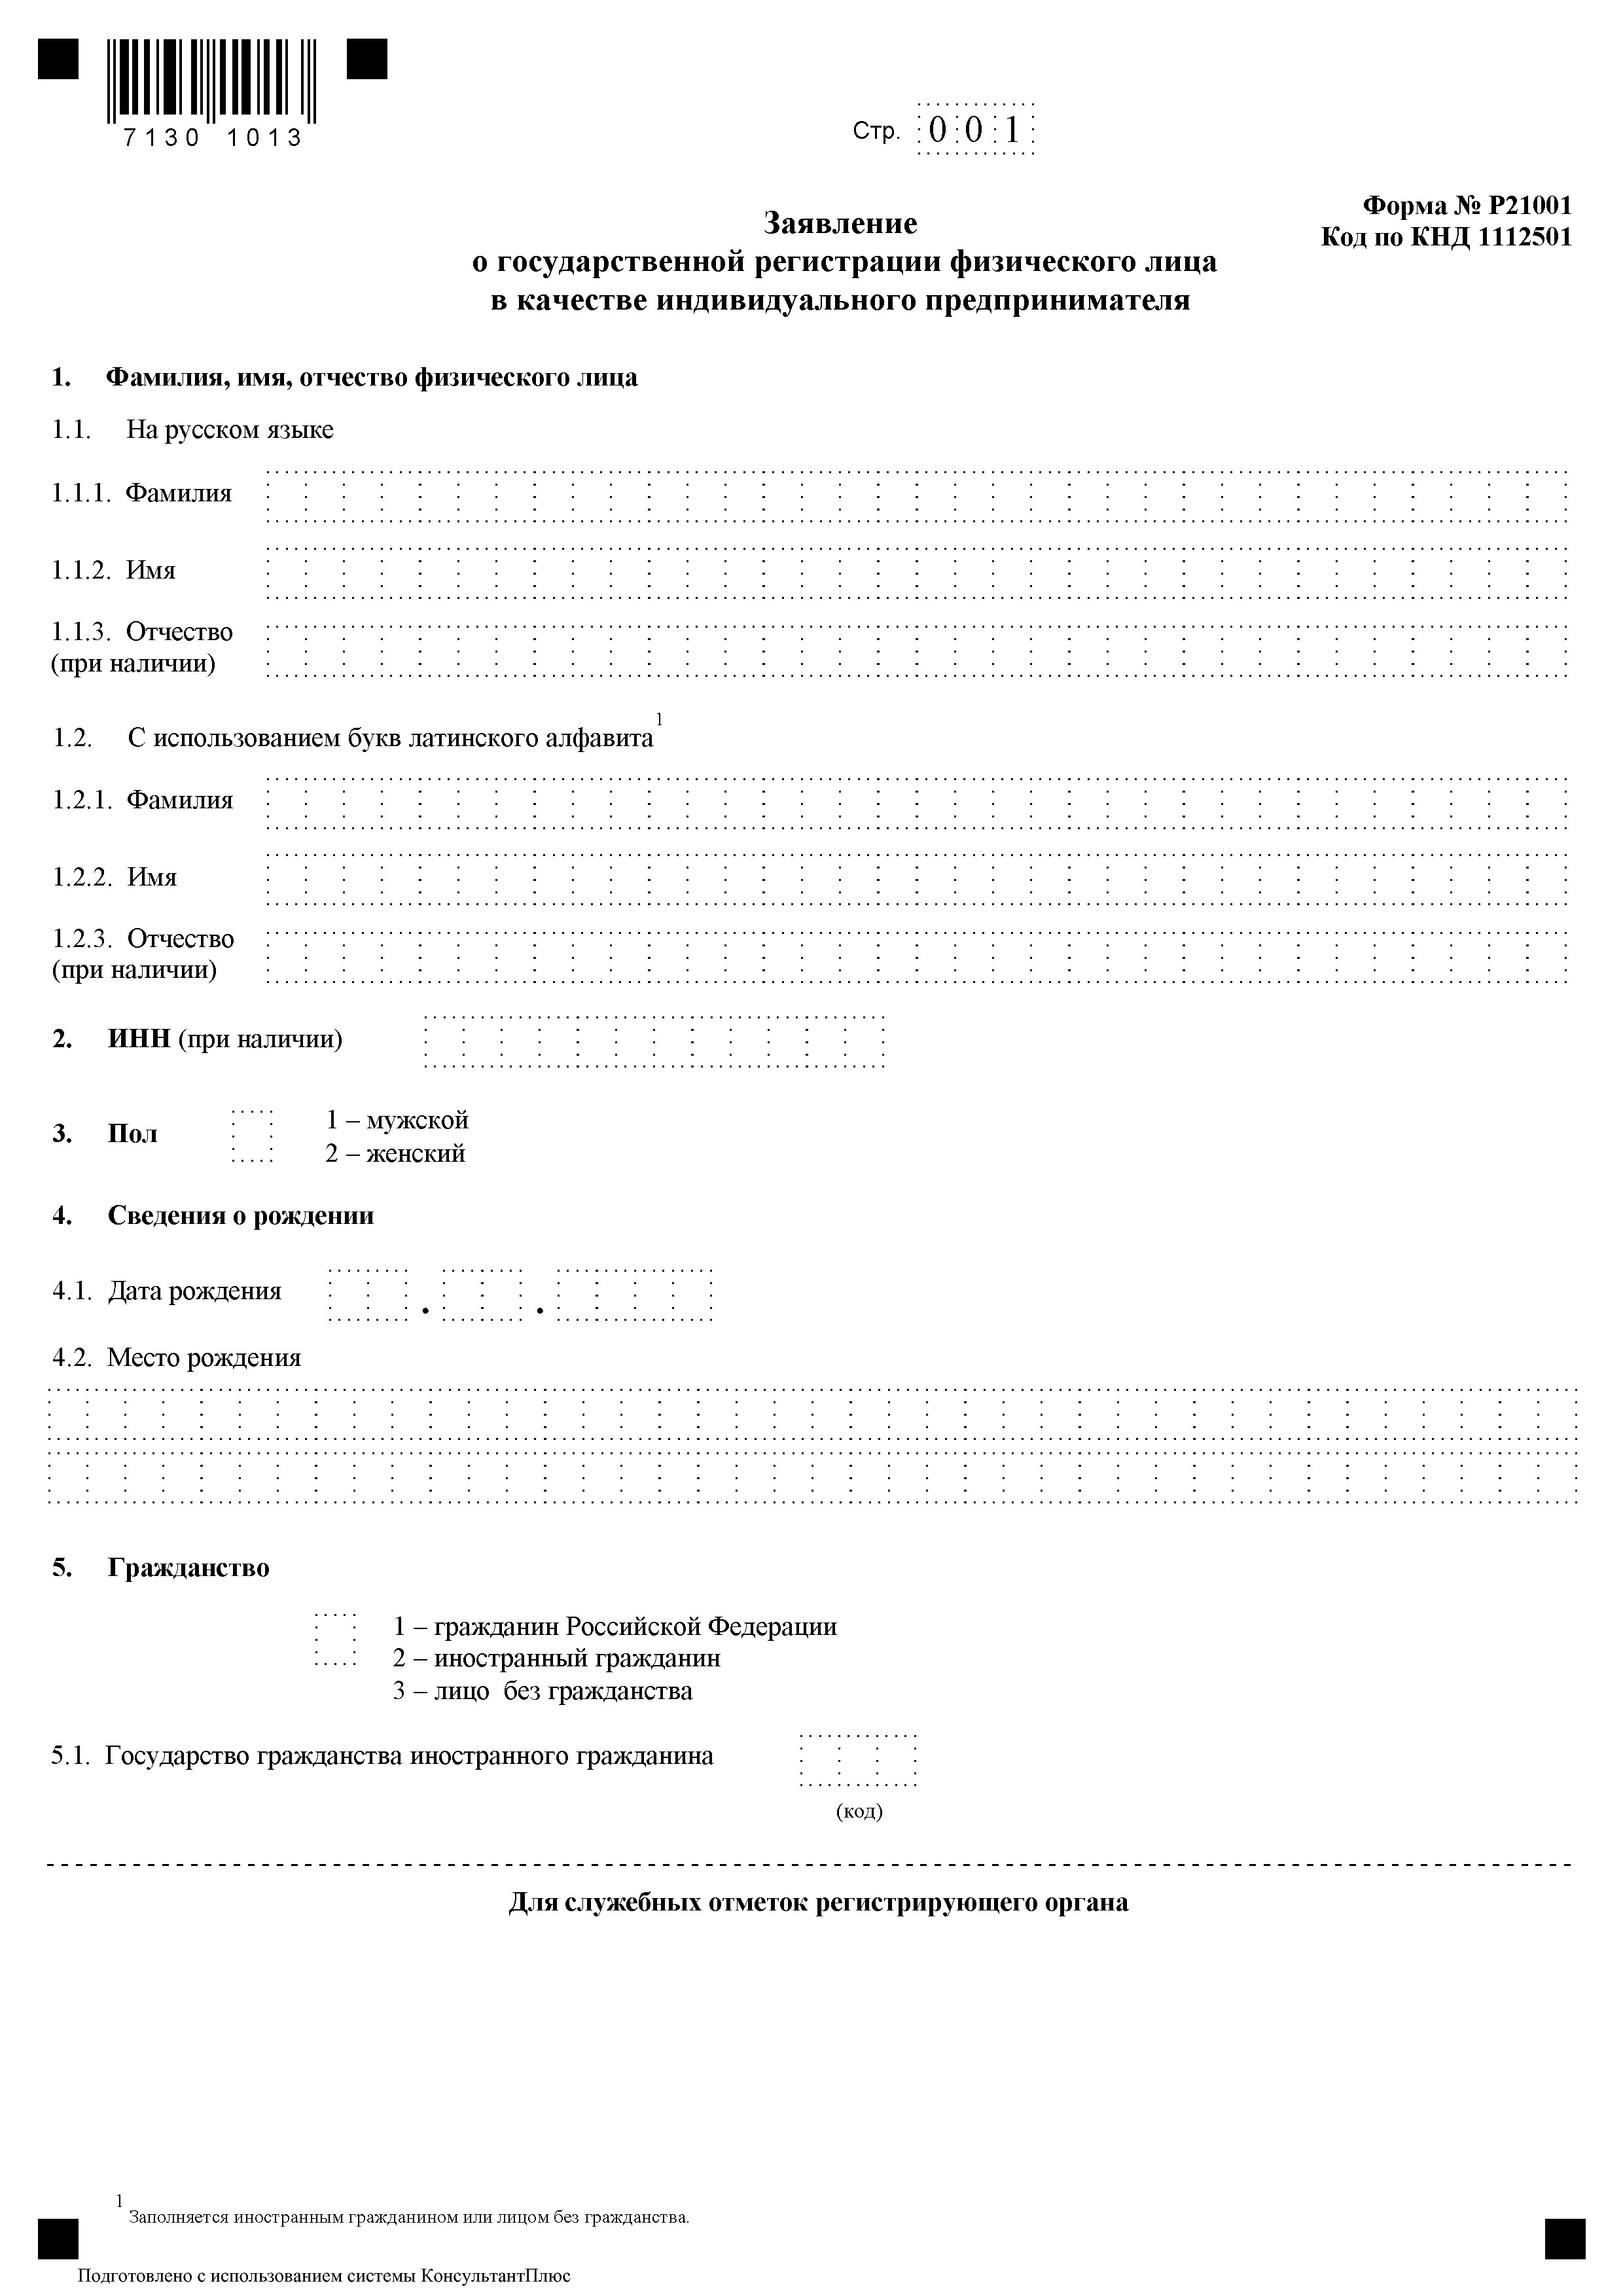 7130 1013
Стр. 001
Форма № Р21001
Код по КНД 1112501
Заявление
о государственной регистрации физического лица
в качестве индивидуального предпринимателя
1. Фамилия, имя, отчество физического лица
1.1. На русском языке
1.1.1. Фамилия
1.1.2. Имя
1.1.3. Отчество
(при наличии)
1.2. С использованием букв латинского алфавита1
1.2.1. Фамилия
1.2.2. Имя
1.2.3. Отчество
(при наличии)
2. ИНН (при наличии)
3. Пол
1 – мужской
2 – женский
4. Сведения о рождении
4.1. Дата рождения . .
4.2. Место рождения
5. Гражданство
1 – гражданин Российской Федерации
2 – иностранный гражданин
3 – лицо без гражданства
5.1. Государство гражданства иностранного гражданина
(код)
Для служебных отметок регистрирующего органа
1 Заполняется иностранным гражданином или лицом без гражданства.
Подготовлено с использованием системы КонсультантПлюс